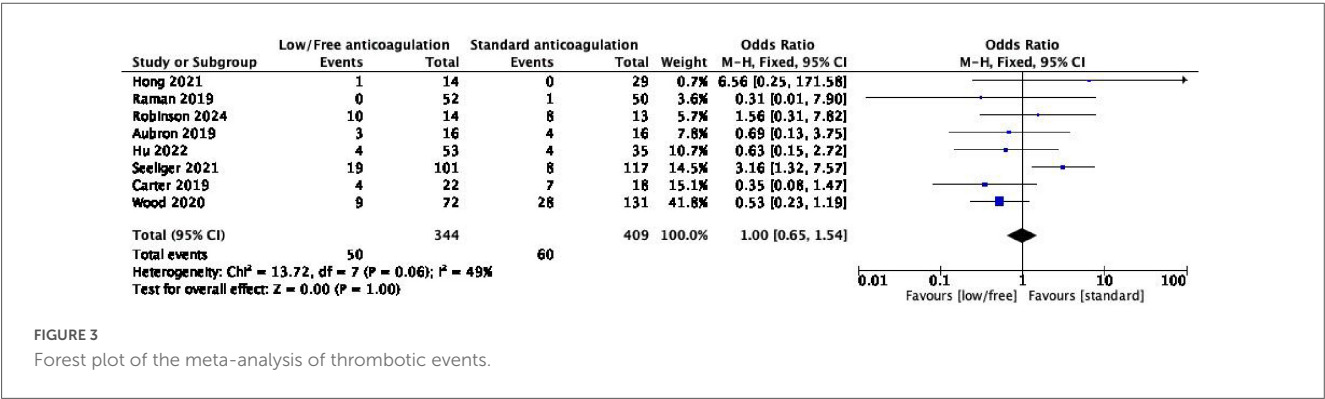 Low/Free anticoagulation Standard anticoagulation Odds Ratio Odds Ratio
Study or Subgroup Events Total Events Total Weight M-H, Fixed, 95% CI M-H, Fixed, 95% CI
Hong 2021 1 14 0 29 0.7% 6.56 [0.25, 171.58]
Raman 2019 0 52 1 50 3.6% 0.31 [0.01, 7.90]
Robinson 2024 10 14 8 13 5.7% 1.56 [0.31, 7.82]
Aubron 2019 3 16 4 16 7.8% 0.69 [0.13, 3.75]
Hu 2022 4 53 4 35 10.7% 0.63 [0.15, 2.72]
Seeliger 2021 19 101 8 117 14.5% 3.16 [1.32, 7.57]
Carter 2019 4 22 7 18 15.1% 0.35 [0.08, 1.47]
Wood 2020 9 72 28 131 41.8% 0.53 [0.23, 1.19]
Total (95% CI) 344 409 100.0% 1.00 [0.65, 1.54]
Total events 50 60
Heterogeneity: Chi² = 13.72, df = 7 (P = 0.06); I² = 49%
Test for overall effect: Z = 0.00 (P = 1.00)
0.01 0.1 1 10 100
Favours [low/free] Favours [standard]
FIGURE 3
Forest plot of the meta-analysis of thrombotic events.